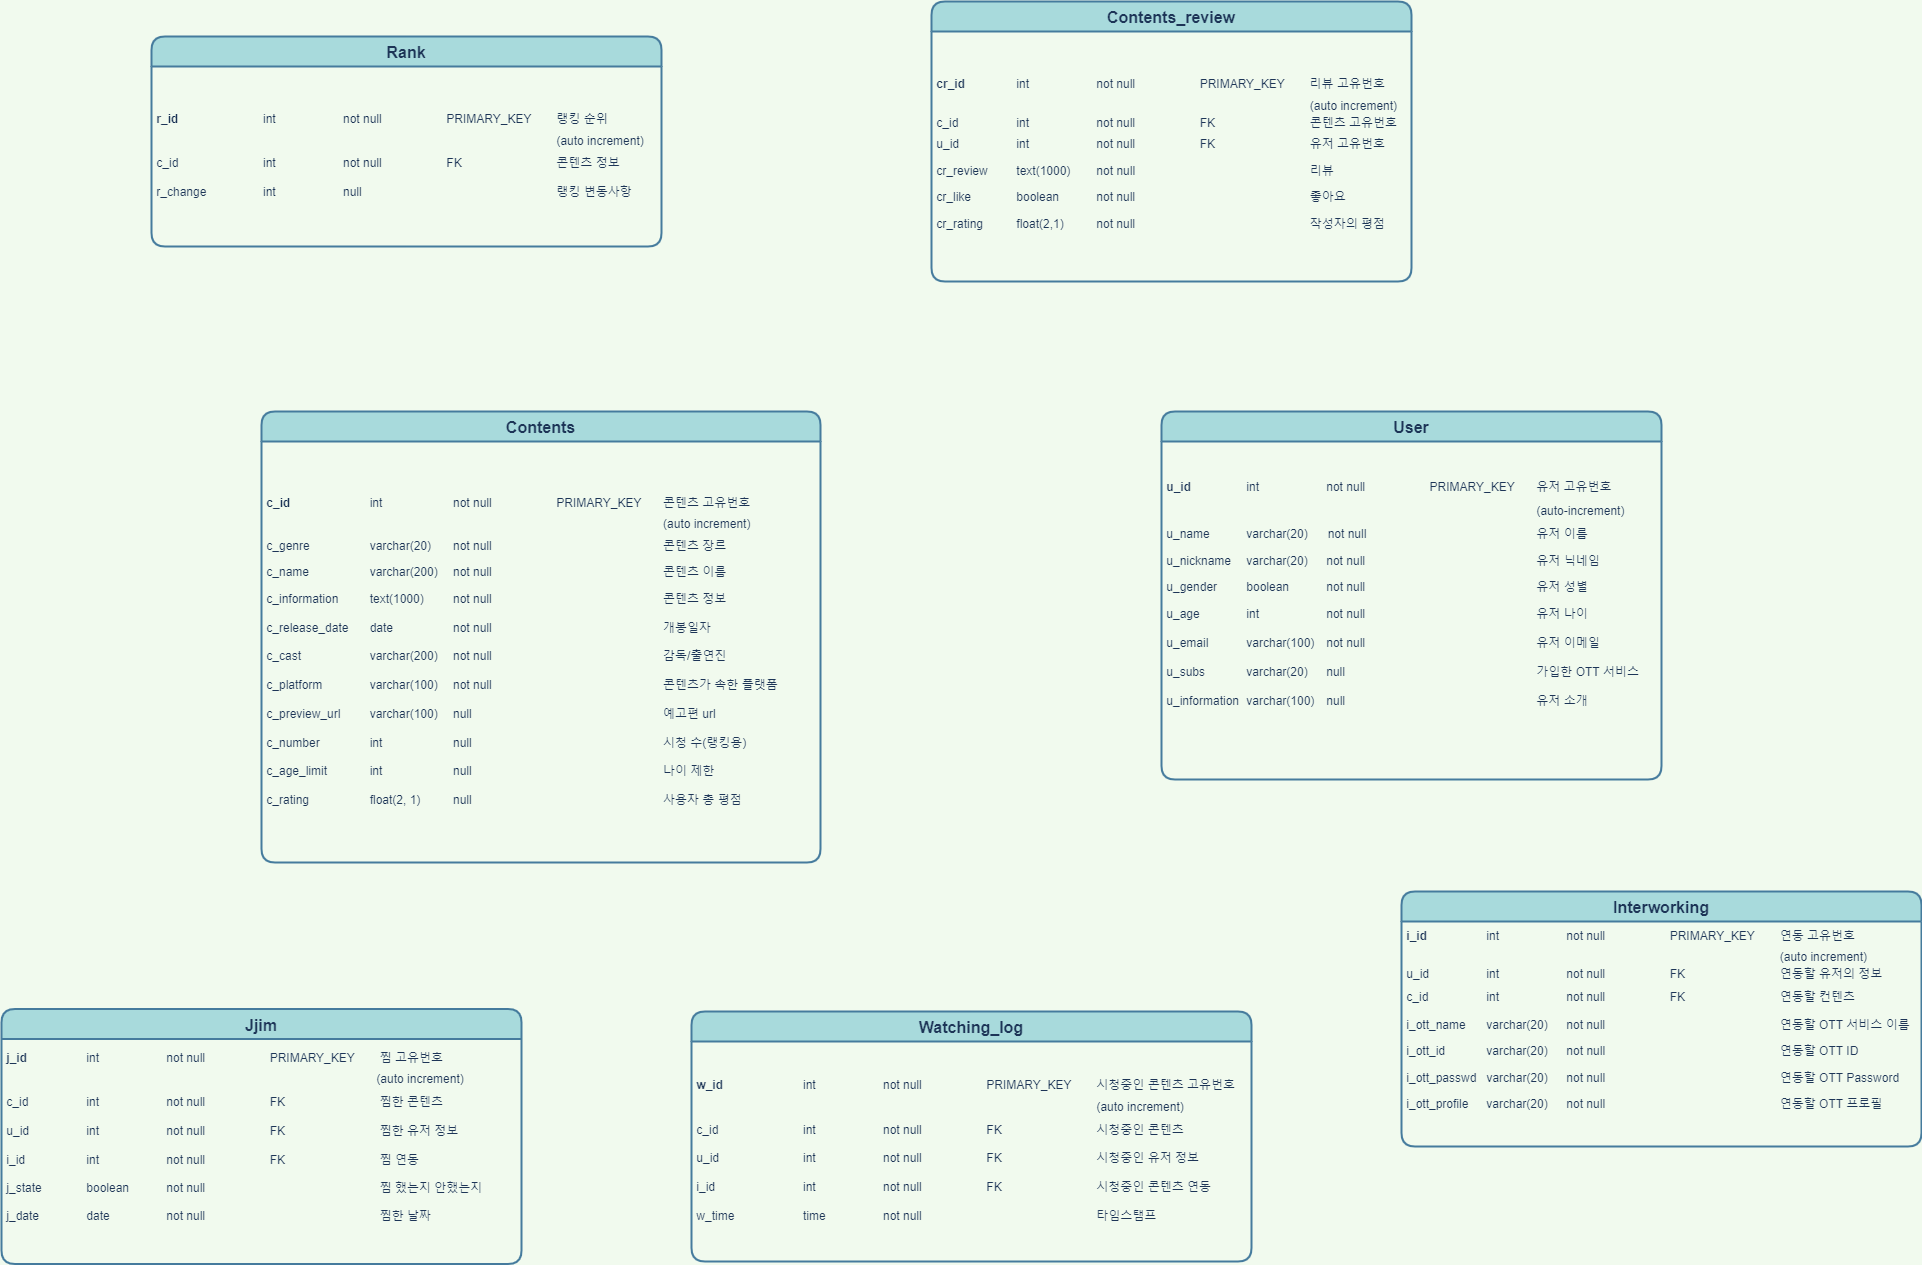 Rank
r_id int not null PRIMARY_KEY 랭킹 순위
(auto increment)
c_id int not null FK 콘텐츠 정보
r_change int null 랭킹 변동사항
Contents_review
cr_id int not null PRIMARY_KEY 리뷰 고유번호
(auto increment)
c_id int not null FK 콘텐츠 고유번호
u_id int not null FK 유저 고유번호
cr_review text(1000) not null 리뷰
cr_like boolean not null 좋아요
cr_rating float(2,1) not null 작성자의 평점
Contents
c_id int not null PRIMARY_KEY 콘텐츠 고유번호
(auto increment)
c_genre varchar(20) not null 콘텐츠 장르
c_name varchar(200) not null 콘텐츠 이름
c_information text(1000) not null 콘텐츠 정보
c_release_date date not null 개봉일자
c_cast varchar(200) not null 감독/출연진
c_platform varchar(100) not null 콘텐츠가 속한 플랫폼
c_preview_url varchar(100) null 예고편 url
c_number int null 시청 수(랭킹용)
c_age_limit int null 나이 제한
c_rating float(2, 1) null 사용자 총 평점
User
u_id int not null PRIMARY_KEY 유저 고유번호
(auto-increment)
u_name varchar(20) not null 유저 이름
u_nickname varchar(20) not null 유저 닉네임
u_gender boolean not null 유저 성별
u_age int not null 유저 나이
u_email varchar(100) not null 유저 이메일
u_subs varchar(20) null 가입한 OTT 서비스
u_information varchar(100) null 유저 소개
Interworking
i_id int not null PRIMARY_KEY 연동 고유번호
(auto increment)
u_id int not null FK 연동할 유저의 정보
c_id int not null FK 연동할 컨텐츠
i_ott_name varchar(20) not null 연동할 OTT 서비스 이름
i_ott_id varchar(20) not null 연동할 OTT ID
i_ott_passwd varchar(20) not null 연동할 OTT Password
i_ott_profile varchar(20) not null 연동할 OTT 프로필
Jjim
j_id int not null PRIMARY_KEY 찜 고유번호
(auto increment)
c_id int not null FK 찜한 콘텐츠
u_id int not null FK 찜한 유저 정보
i_id int not null FK 찜 연동
j_state boolean not null 찜 했는지 안했는지
j_date date not null 찜한 날짜
Watching_log
w_id int not null PRIMARY_KEY 시청중인 콘텐츠 고유번호
(auto increment)
c_id int not null FK 시청중인 콘텐츠
u_id int not null FK 시청중인 유저 정보
i_id int not null FK 시청중인 콘텐츠 연동
w_time time not null 타임스탬프